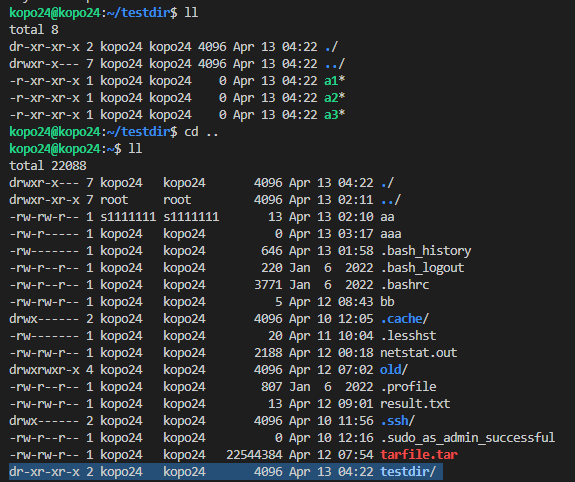 kopo24@kopo24:~/testdir$ ll
total 8
dr-xr-xr-x 2 kopo24 kopo24 4096 Apr 13 04:22 ./
drwxr-x--- 7 kopo24 kopo24 4096 Apr 13 04:22 ../
-r-xr-xr-x 1 kopo24 kopo24    0 Apr 13 04:22 a1*
-r-xr-xr-x 1 kopo24 kopo24    0 Apr 13 04:22 a2*
-r-xr-xr-x 1 kopo24 kopo24    0 Apr 13 04:22 a3*
kopo24@kopo24:~/testdir$ cd ..
kopo24@kopo24:~$ ll
total 22088
drwxr-x--- 7 kopo24   kopo24       4096 Apr 13 04:22 ./
drwxr-xr-x 7 root     root         4096 Apr 13 02:11 ../
-rw-rw-r-- 1 s1111111 s1111111       13 Apr 13 02:10 aa
-rw-r----- 1 kopo24   kopo24          0 Apr 13 03:17 aaa
-rw------- 1 kopo24   kopo24        646 Apr 13 01:58 .bash_history
-rw-r--r-- 1 kopo24   kopo24        220 Jan  6  2022 .bash_logout
-rw-r--r-- 1 kopo24   kopo24       3771 Jan  6  2022 .bashrc
-rw-rw-r-- 1 kopo24   kopo24          5 Apr 12 08:43 bb
drwx------ 2 kopo24   kopo24       4096 Apr 10 12:05 .cache/
-rw------- 1 kopo24   kopo24         20 Apr 11 10:04 .lesshst
-rw-rw-r-- 1 kopo24   kopo24       2188 Apr 12 00:18 netstat.out
drwxrwxr-x 4 kopo24   kopo24       4096 Apr 12 07:02 old/
-rw-r--r-- 1 kopo24   kopo24        807 Jan  6  2022 .profile
-rw-rw-r-- 1 kopo24   kopo24         13 Apr 12 09:01 result.txt
drwx------ 2 kopo24   kopo24       4096 Apr 10 11:56 .ssh/
-rw-r--r-- 1 kopo24   kopo24          0 Apr 10 12:16 .sudo_as_admin_successful
-rw-rw-r-- 1 kopo24   kopo24   22544384 Apr 12 07:54 tarfile.tar
dr-xr-xr-x 2 kopo24   kopo24       4096 Apr 13 04:22 testdir/